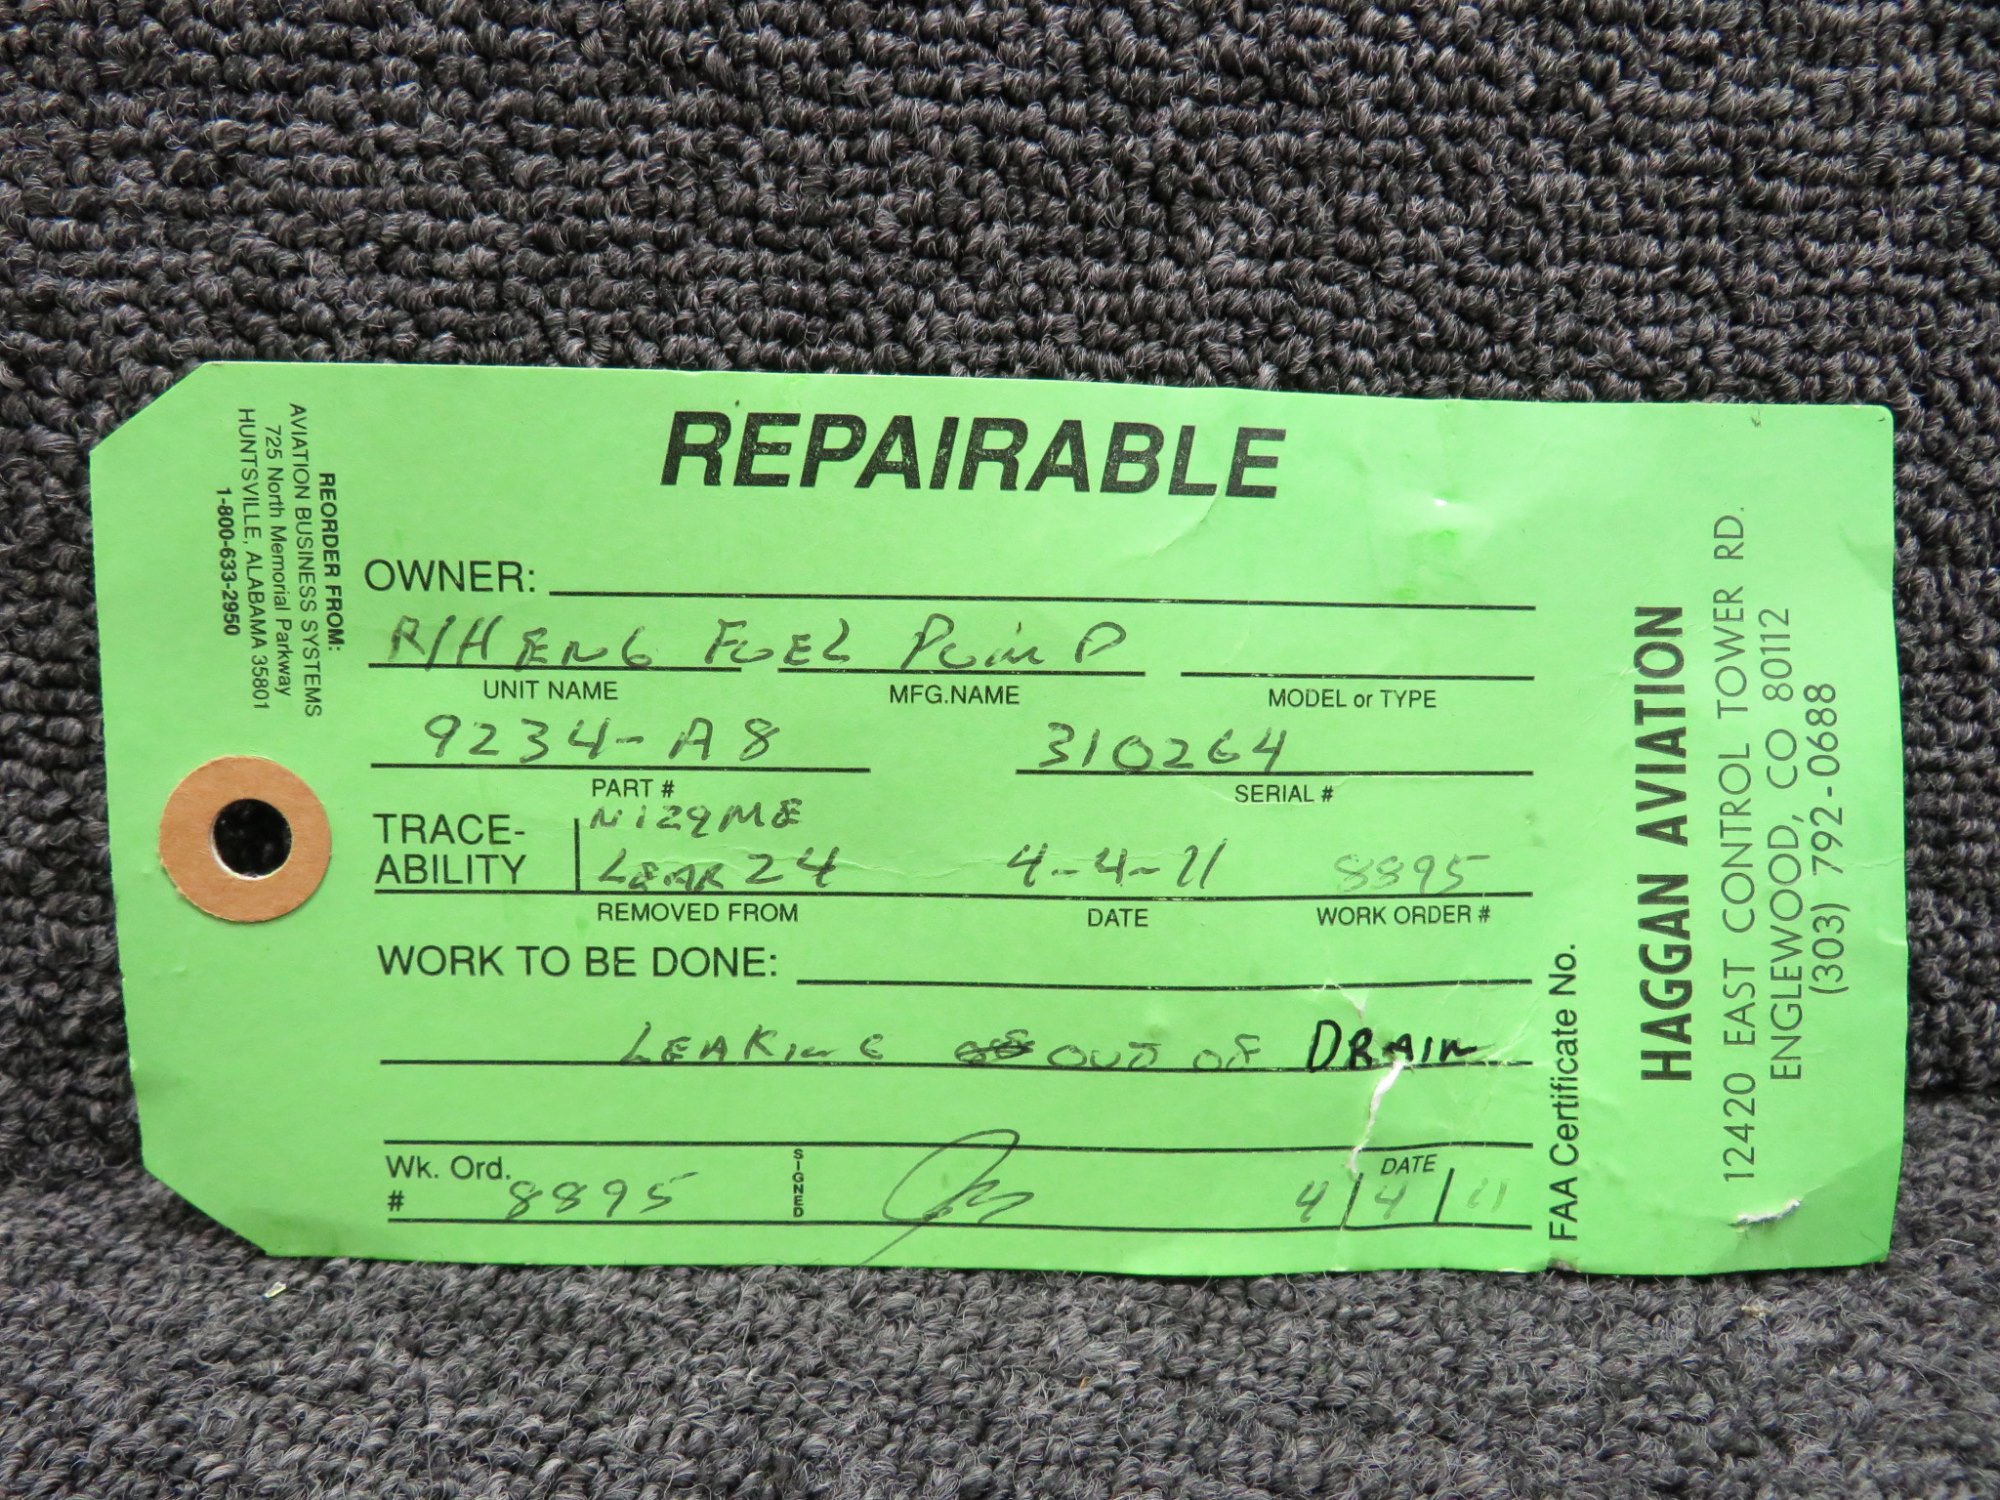 REPAIRABLE
OWNER:
R/H ENG FUEL PUMP
UNIT NAME MFG.NAME MODEL or TYPE
9234-A8 310264
PART # SERIAL #
TRACE-
ABILITY
N129ME
LEAR 24 4-4-11 8895
REMOVED FROM DATE WORK ORDER #
WORK TO BE DONE:
LEAKING OUT OF DRAIN
Wk. Ord. # 8895 SIGNED DATE 4/4/11
REORDER FROM:
AVIATION BUSINESS SYSTEMS
725 North Memorial Parkway
HUNTSVILLE, ALABAMA 35801
1-800-633-2950
FAA Certificate No.
HAGGAN AVIATION
12420 EAST CONTROL TOWER RD.
ENGLEWOOD, CO 80112
(303) 792-0688